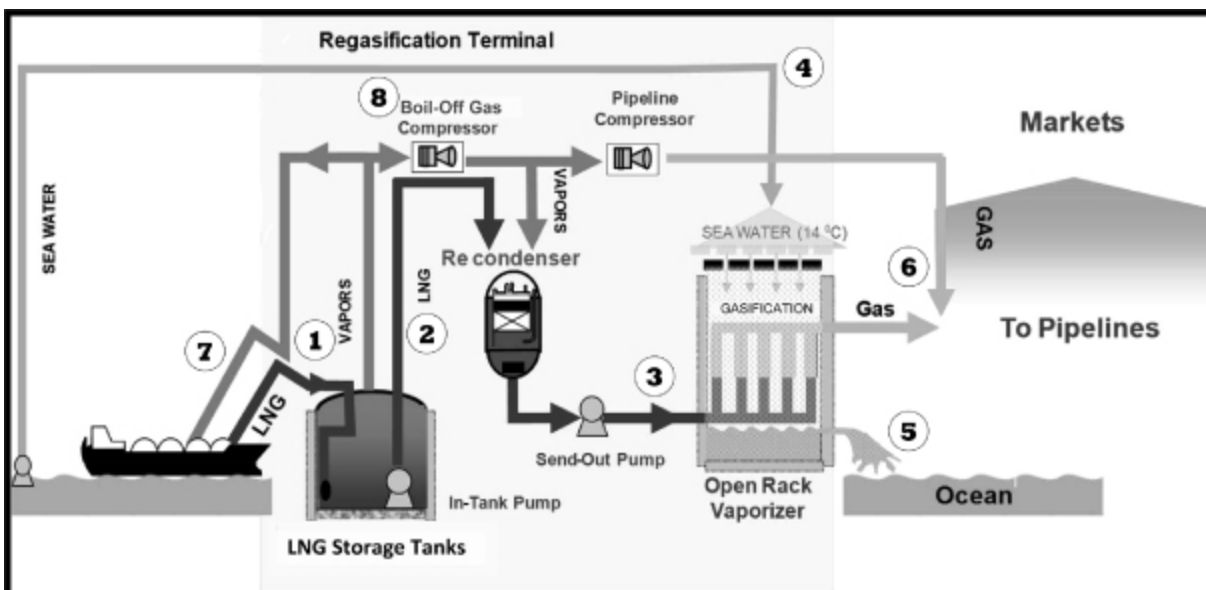 Regasification Terminal
4
8
Boil-Off Gas
Compressor
Pipeline
Compressor
Markets
SEA WATER
VAPORS
GAS
SEA WATER (14 ⁰C)
Re condenser
6
LNG
GASIFICATION
Gas
VAPORS
1
2
7
To Pipelines
3
LNG
5
Send-Out Pump
In-Tank Pump
Open Rack
Vaporizer
Ocean
LNG Storage Tanks